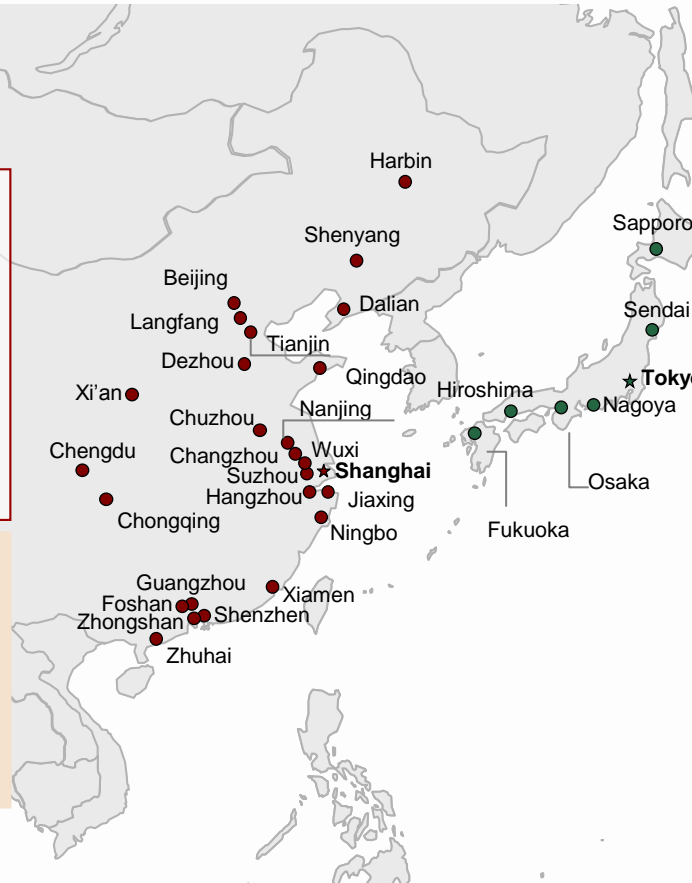 Harbin
Sapporo
Shenyang
Beijing
Dalian
Sendai
Langfang
Tianjin
Dezhou
Qingdao
Tokyo
Xi'an
Hiroshima
Nagoya
Nanjing
Chuzhou
Wuxi
Chengdu
Changzhou
Shanghai
Suzhou
Osaka
Hangzhou
Jiaxing
Chongqing
Ningbo
Fukuoka
Guangzhou
Xiamen
Foshan
Shenzhen
Zhongshan
Zhuhai